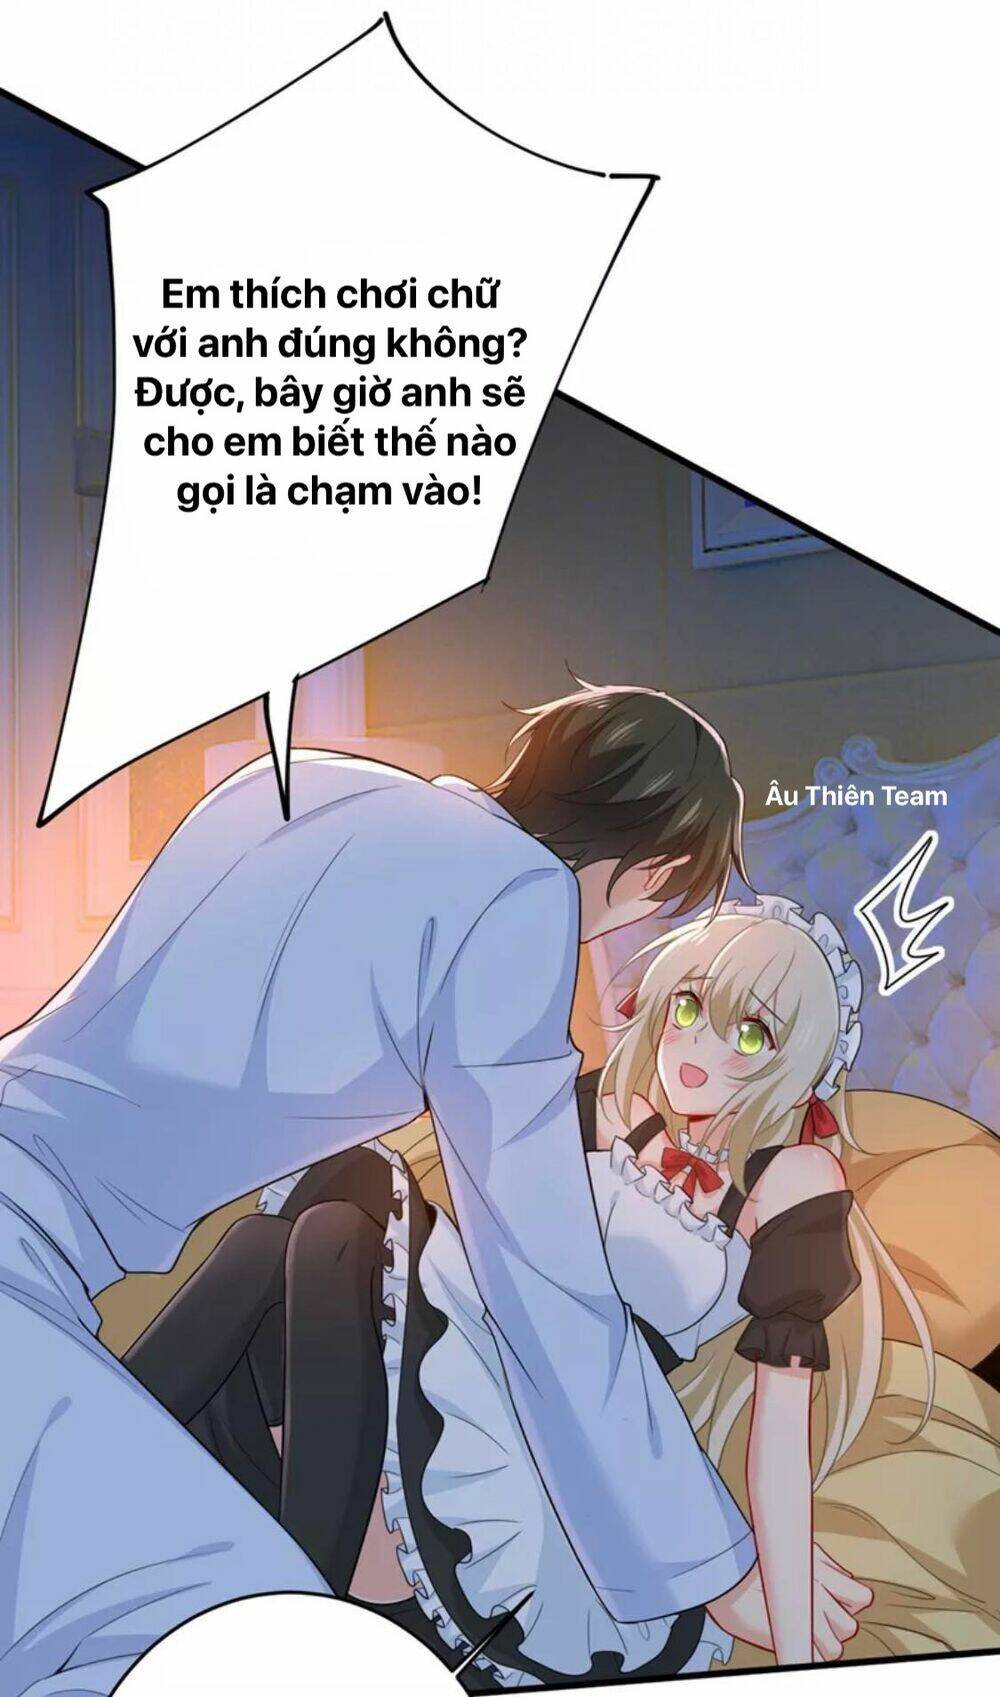 Em thích chơi chữ
với anh đúng không?
Được, bây giờ anh sẽ
cho em biết thế nào
gọi là chạm vào!
Âu Thiên Team